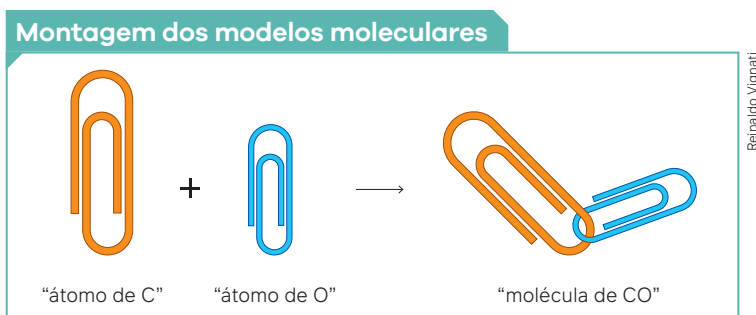 Montagem dos modelos moleculares
Reinaldo Vignati
+
“átomo de C” “átomo de O” “molécula de CO”